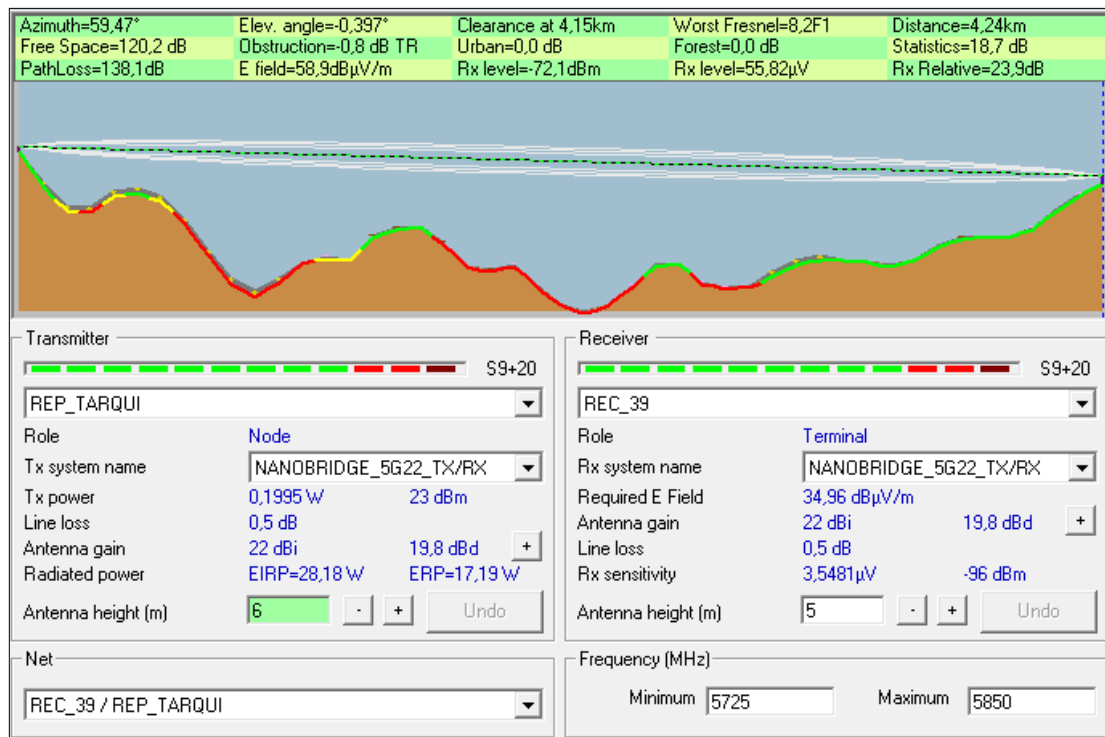 Azimuth=59,47° Elev. angle=-0,397° Clearance at 4,15km Worst Fresnel=8,2F1 Distance=4,24km
Free Space=120,2 dB Obstruction=-0,8 dB TR Urban=0,0 dB Forest=0,0 dB Statistics=18,7 dB
PathLoss=138,1dB E field=58,9dBµV/m Rx level=-72,1dBm Rx level=55,82µV Rx Relative=23,9dB
Transmitter
S9+20
REP_TARQUI
Role Node
Tx system name NANOBRIDGE_5G22_TX/RX
Tx power 0,1995 W 23 dBm
Line loss 0,5 dB
Antenna gain 22 dBi 19,8 dBd +
Radiated power EIRP=28,18 W ERP=17,19 W
Antenna height (m) 6 - + Undo
Receiver
S9+20
REC_39
Role Terminal
Rx system name NANOBRIDGE_5G22_TX/RX
Required E Field 34,96 dBµV/m
Antenna gain 22 dBi 19,8 dBd +
Line loss 0,5 dB
Rx sensitivity 3,5481µV -96 dBm
Antenna height (m) 5 - + Undo
Net
REC_39 / REP_TARQUI
Frequency (MHz)
Minimum 5725 Maximum 5850